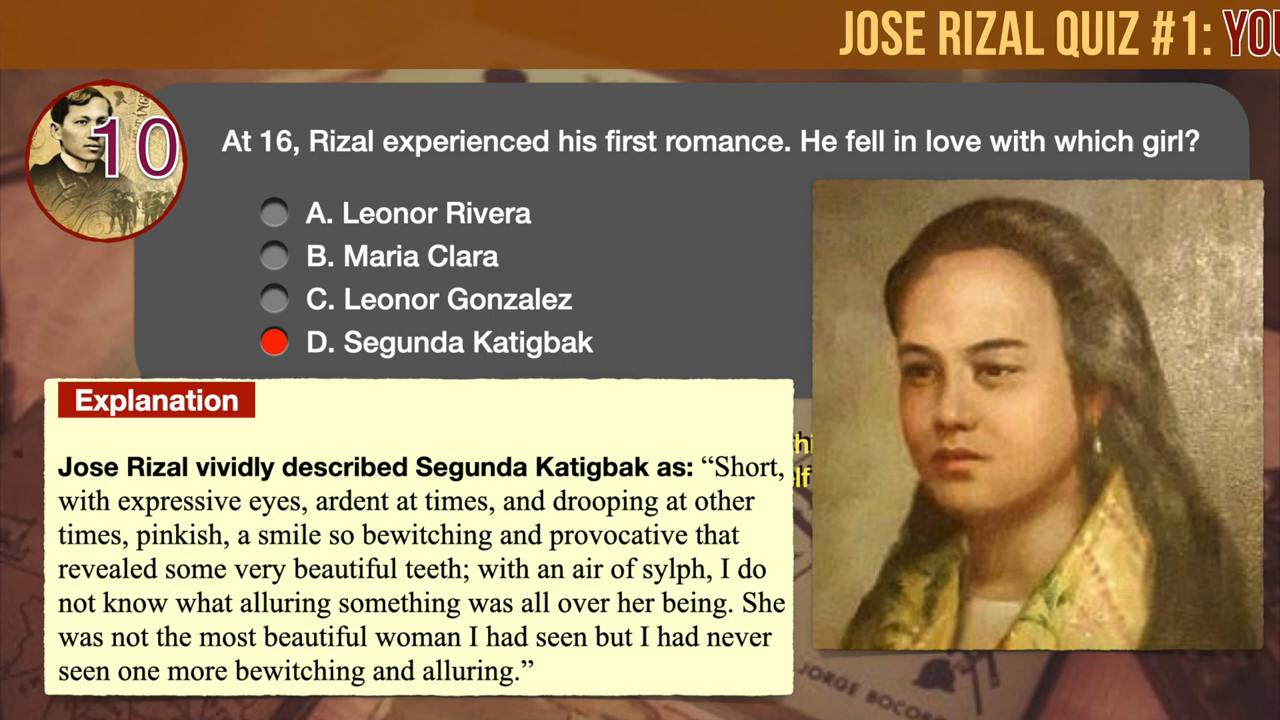 JOSE RIZAL QUIZ #1: YOU
10
At 16, Rizal experienced his first romance. He fell in love with which girl?
A. Leonor Rivera
B. Maria Clara
C. Leonor Gonzalez
D. Segunda Katigbak
Explanation
Jose Rizal vividly described Segunda Katigbak as: “Short,
with expressive eyes, ardent at times, and drooping at other
times, pinkish, a smile so bewitching and provocative that
revealed some very beautiful teeth; with an air of sylph, I do
not know what alluring something was all over her being. She
was not the most beautiful woman I had seen but I had never
seen one more bewitching and alluring.”
JORGE BOCOBO